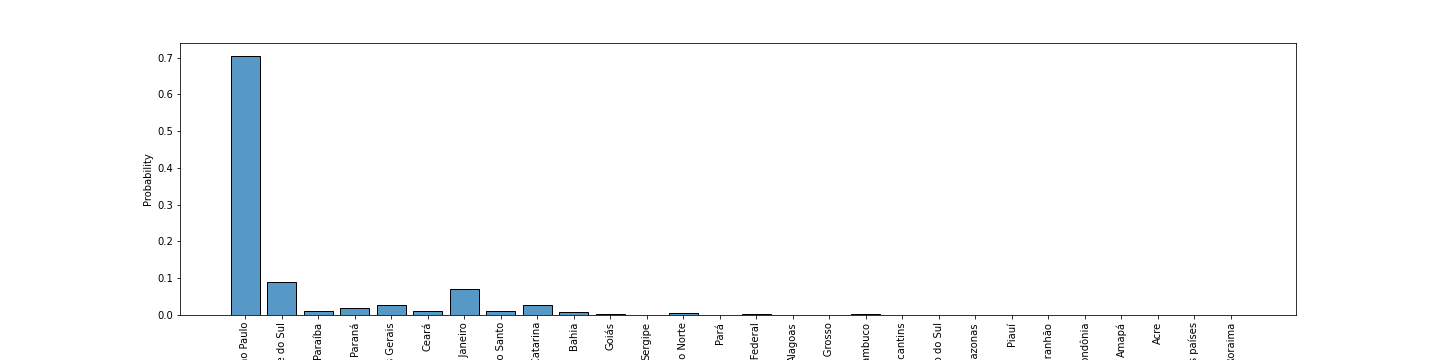 0.7
0.6
0.5
0.4
0.3
0.2
0.1
0.0
Probability
Paulo
do Sul
Paraíba
Paraná
Gerais
Ceará
Janeiro
Santo
Catarina
Bahia
Goiás
Sergipe
Norte
Pará
Federal
Alagoas
Grosso
ambuco
cantins
do Sul
azonas
Piauí
ranhão
ondônia
Amapá
Acre
países
oraima